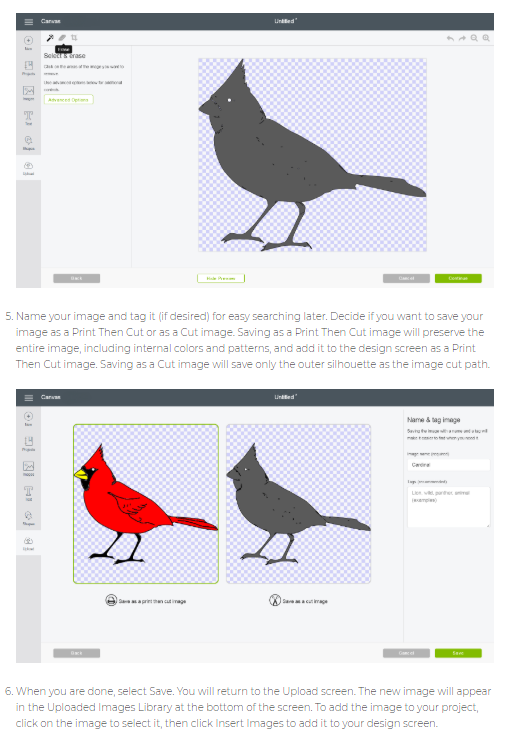 Canvas
Untitled*
New
Erase
Select & erase
Projects
Click on the areas of the image you want to
remove.
Use advanced options below for additional
controls.
Images
Advanced Options
Text
Shapes
Upload
Back
Hide Preview
Cancel
Continue
5. Name your image and tag it (if desired) for easy searching later. Decide if you want to save your
image as a Print Then Cut or as a Cut image. Saving as a Print Then Cut image will preserve the
entire image, including internal colors and patterns, and add it to the design screen as a Print
Then Cut image. Saving as a Cut image will save only the outer silhouette as the image cut path.
Canvas
Untitled*
New
Name & tag image
Saving the image with a name and a tag will
make it easier to find when you need it
Projects
Image name (required)
Cardinal
Images
Tags (recommended)
Lion, wild, panther, animal
(examples)
Text
Shapes
Upload
Save as a print then cut image
Save as a cut image
Back
Cancel
Save
6. When you are done, select Save. You will return to the Upload screen. The new image will appear
in the Uploaded Images Library at the bottom of the screen. To add the image to your project,
click on the image to select it, then click Insert Images to add it to your design screen.